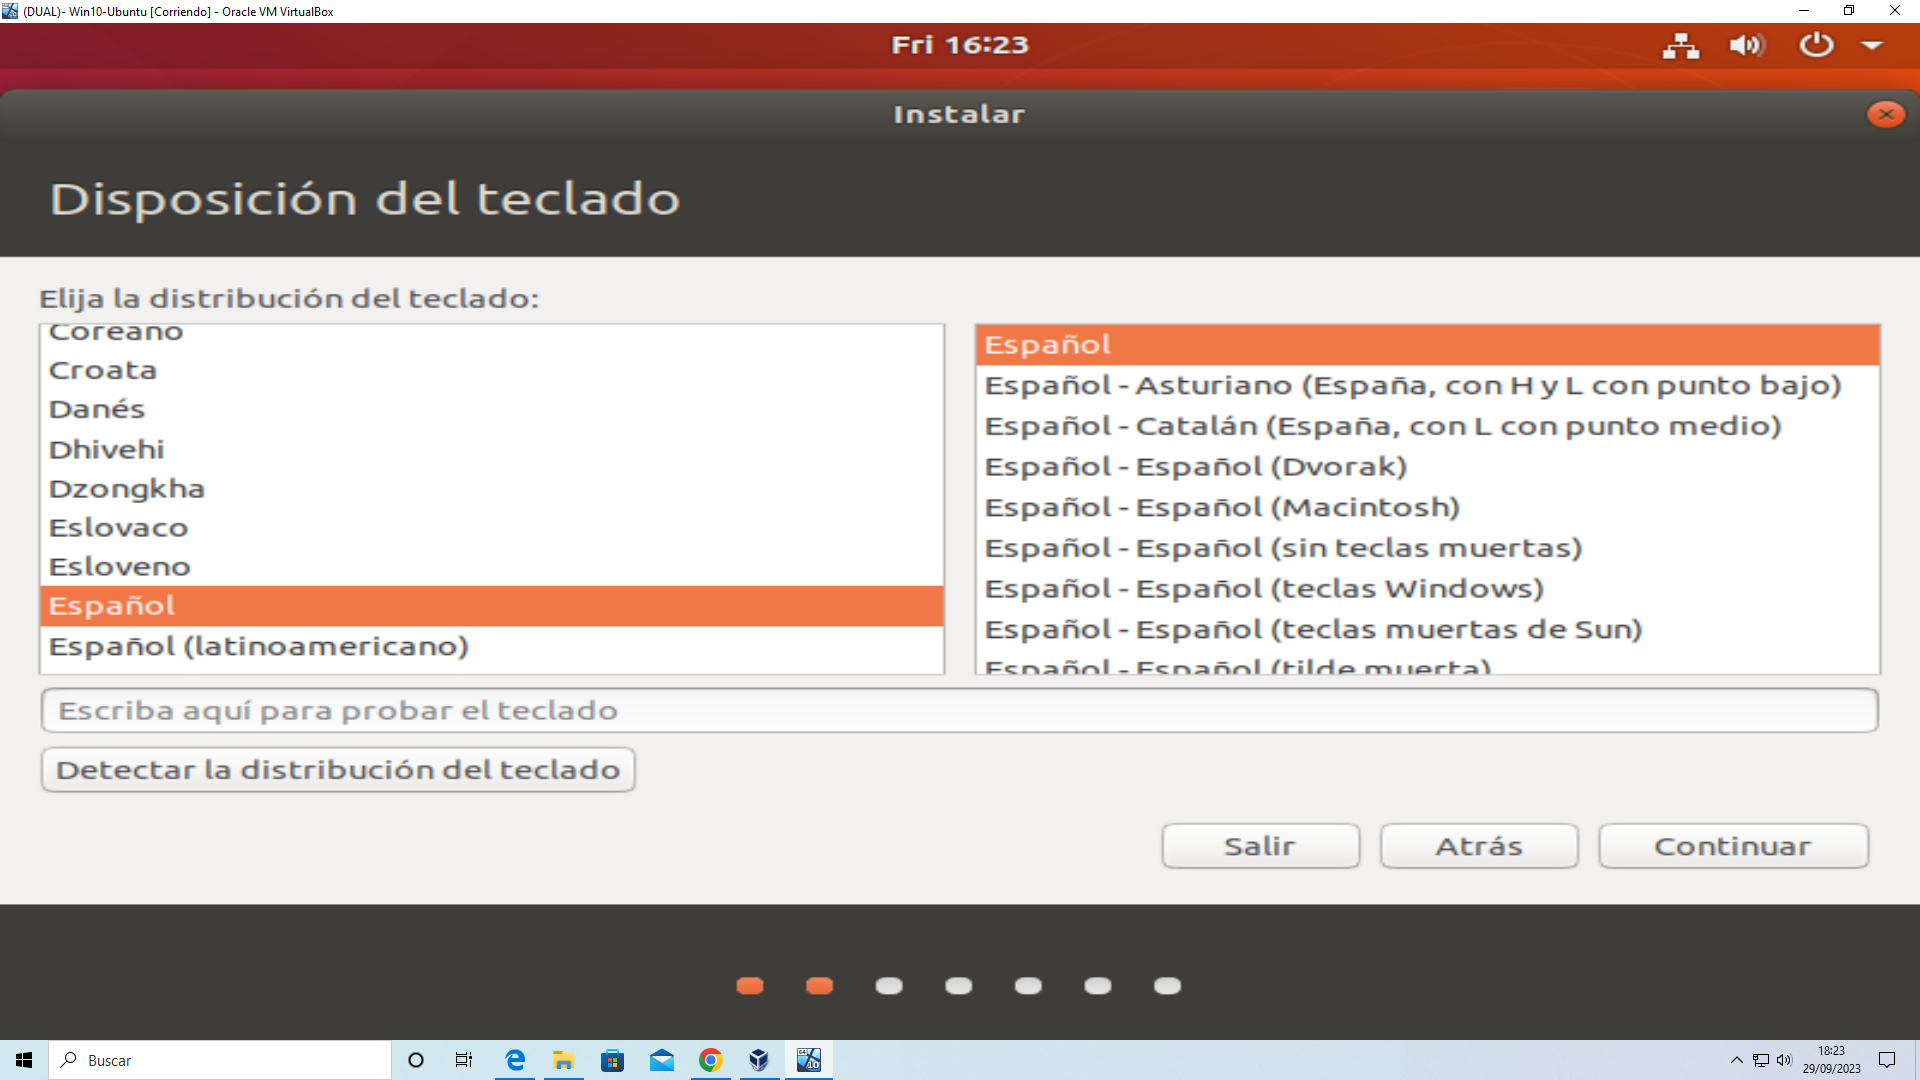 (DUAL)- Win10-Ubuntu [Corriendo] - Oracle VM VirtualBox
Fri 16:23
Instalar
Disposición del teclado
Elija la distribución del teclado:
Coreano
Croata
Danés
Dhivehi
Dzongkha
Eslovaco
Esloveno
Español
Español (latinoamericano)
Español
Español - Asturiano (España, con H y L con punto bajo)
Español - Catalán (España, con L con punto medio)
Español - Español (Dvorak)
Español - Español (Macintosh)
Español - Español (sin teclas muertas)
Español - Español (teclas Windows)
Español - Español (teclas muertas de Sun)
Español - Español (tilde muerta)
Escriba aquí para probar el teclado
Detectar la distribución del teclado
Salir
Atrás
Continuar
Buscar
18:23
29/09/2023